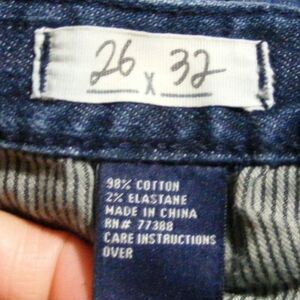 26 x 32
98% COTTON
2% ELASTANE
MADE IN CHINA
RN# 77388
CARE INSTRUCTIONS
OVER